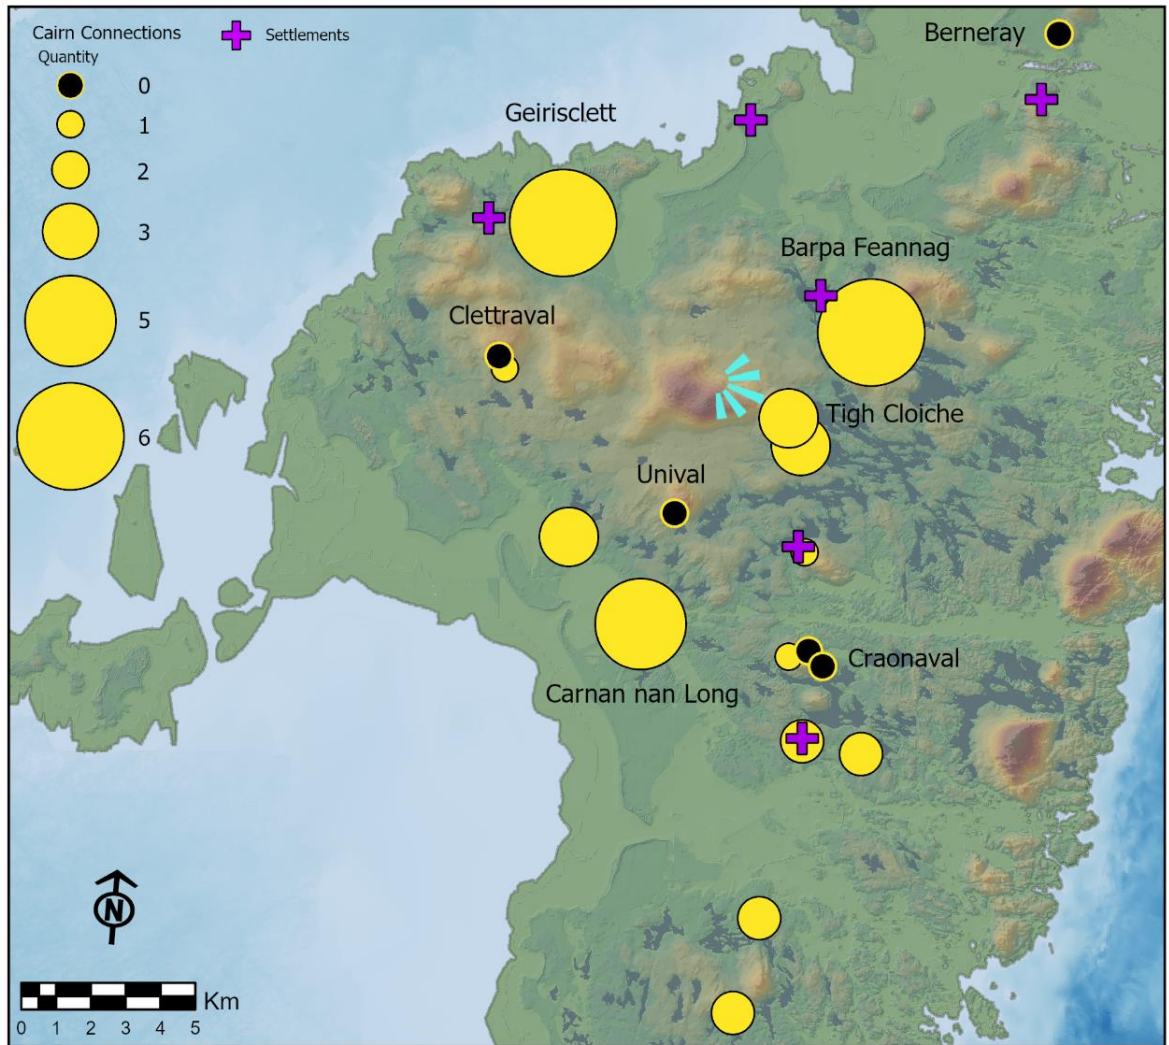 Cairn Connections
Settlements
Quantity
0
1
2
3
5
6
Berneray
Geirisclett
Barpa Feannag
Clettraval
Tigh Cloiche
Unival
Craonaval
Carnan nan Long
N
Km
0 1 2 3 4 5